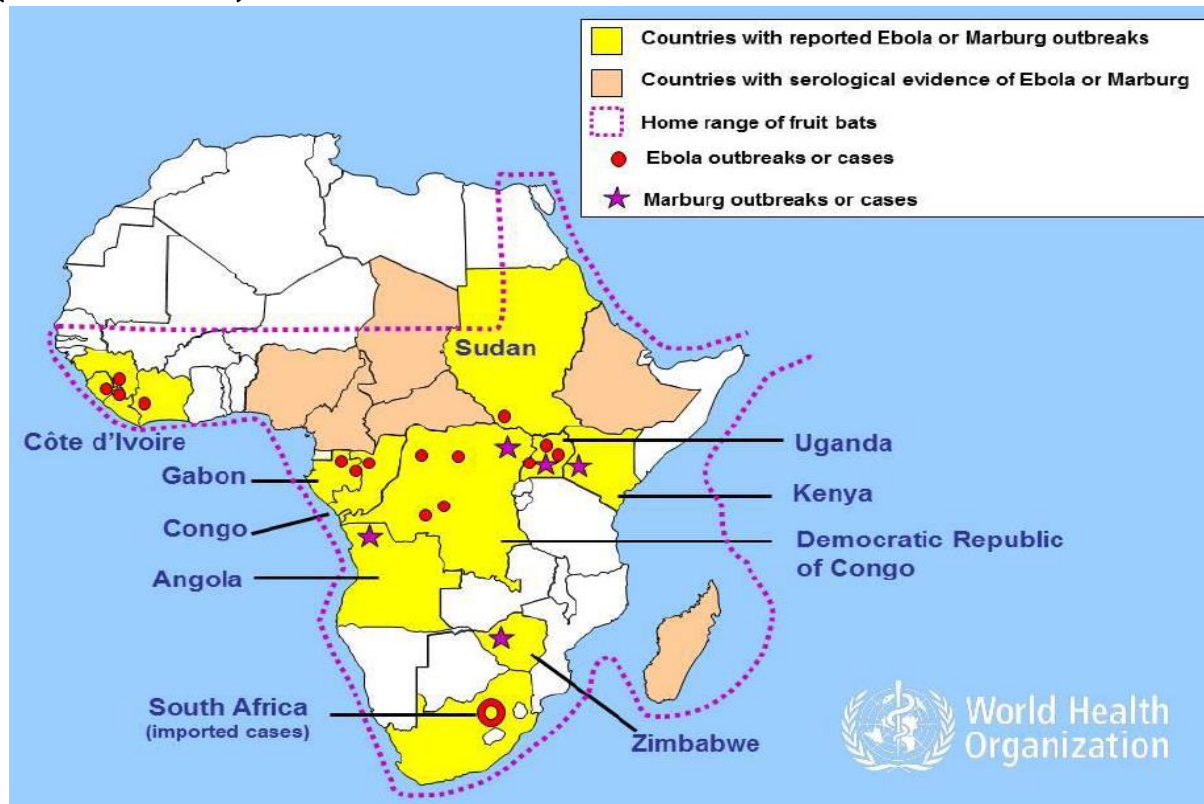 Countries with reported Ebola or Marburg outbreaks
Countries with serological evidence of Ebola or Marburg
Home range of fruit bats
Ebola outbreaks or cases
Marburg outbreaks or cases
Sudan
Côte d'Ivoire
Gabon
Congo
Angola
South Africa
(imported cases)
Uganda
Kenya
Democratic Republic
of Congo
Zimbabwe
World Health
Organization